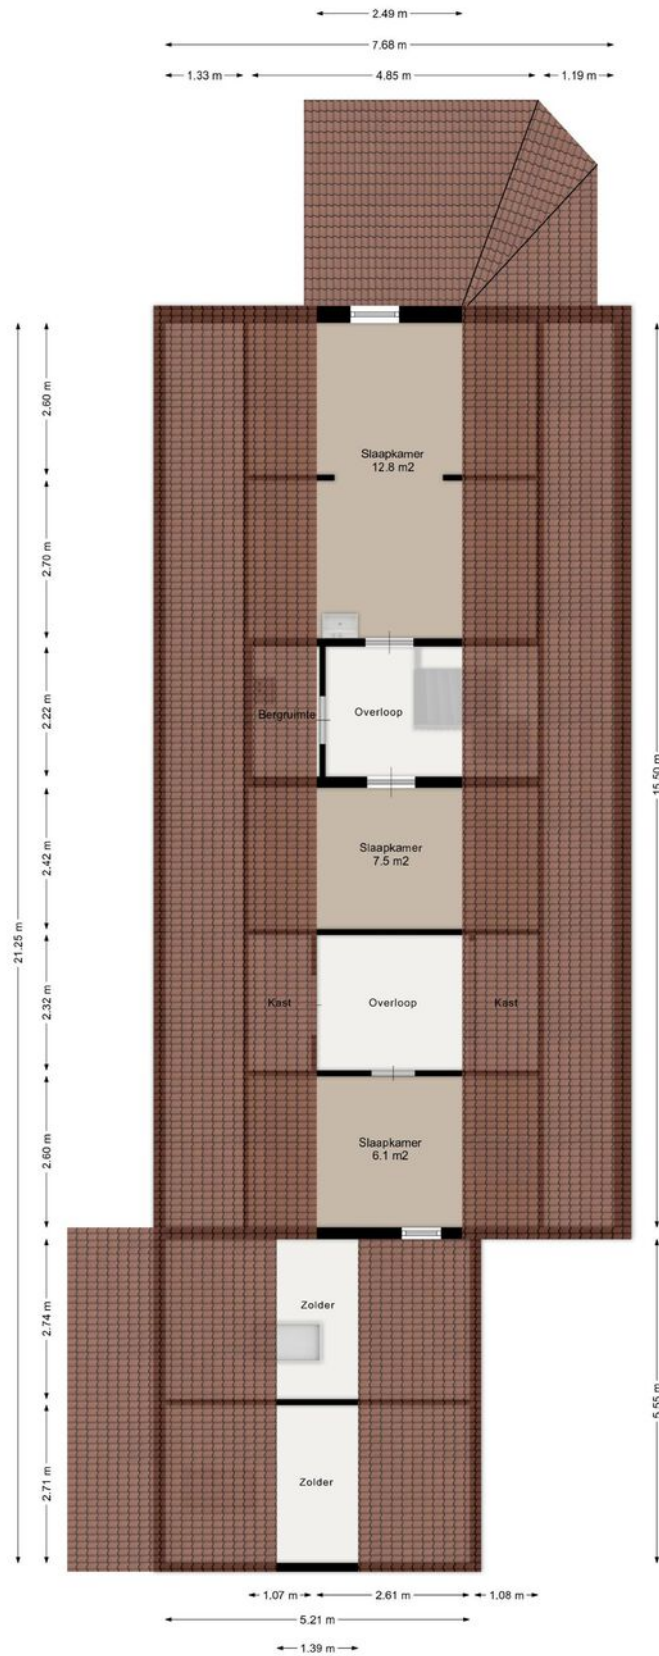 2.49 m
7.68 m
1.33 m
4.85 m
1.19 m
2.60 m
Slaapkamer
12.8 m2
2.70 m
2.22 m
Bergruimte
Overloop
15.50 m
Slaapkamer
7.5 m2
2.42 m
21.25 m
2.32 m
Kast
Overloop
Kast
Slaapkamer
6.1 m2
2.60 m
Zolder
2.74 m
5.55 m
Zolder
2.71 m
1.07 m
2.61 m
1.08 m
5.21 m
1.39 m